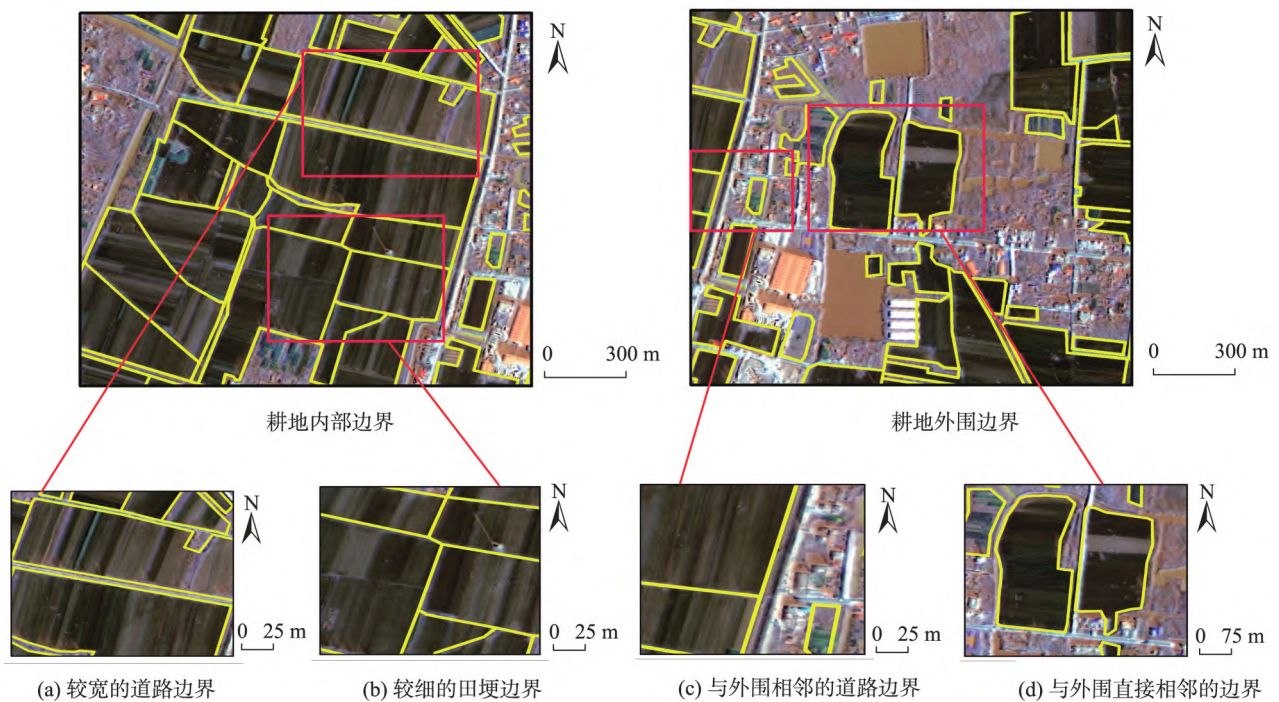 N
N
0 300 m
0 300 m
耕地内部边界
耕地外围边界
N
N
N
N
0 25 m
0 25 m
0 25 m
0 75 m
(a) 较宽的道路边界
(b) 较细的田埂边界
(c) 与外围相邻的道路边界
(d) 与外围直接相邻的边界